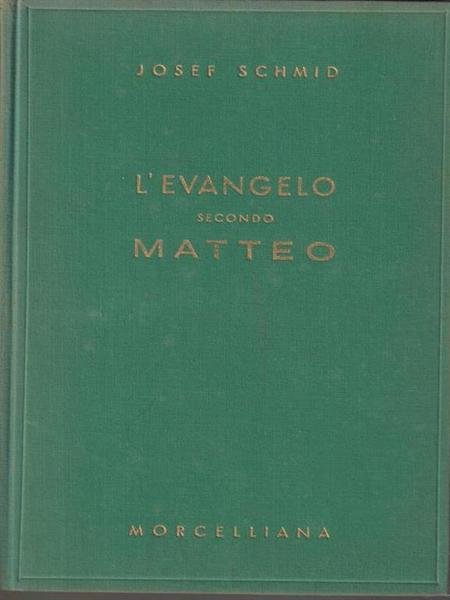 JOSEF SCHMID
L'EVANGELO
SECONDO
MATTEO
MORCELLIANA